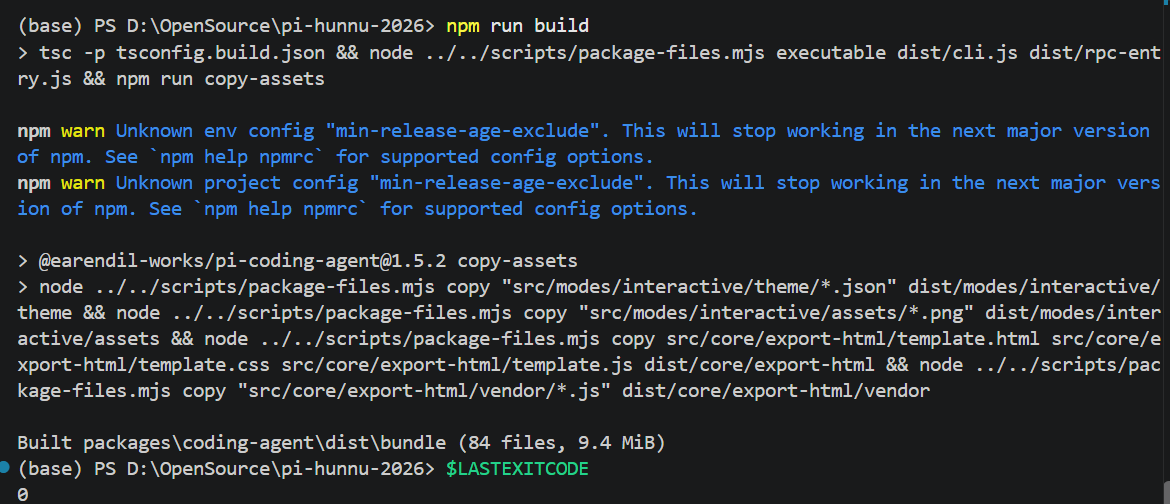 (base) PS D:\OpenSource\pi-hunnu-2026> npm run build
> tsc -p tsconfig.build.json && node ../../scripts/package-files.mjs executable dist/cli.js dist/rpc-ent
ry.js && npm run copy-assets
npm warn Unknown env config "min-release-age-exclude". This will stop working in the next major version
of npm. See `npm help npmrc` for supported config options.
npm warn Unknown project config "min-release-age-exclude". This will stop working in the next major vers
ion of npm. See `npm help npmrc` for supported config options.
> @earendil-works/pi-coding-agent@1.5.2 copy-assets
> node ../../scripts/package-files.mjs copy "src/modes/interactive/theme/*.json" dist/modes/interactive/
theme && node ../../scripts/package-files.mjs copy "src/modes/interactive/assets/*.png" dist/modes/inter
active/assets && node ../../scripts/package-files.mjs copy src/core/export-html/template.html src/core/e
xport-html/template.css src/core/export-html/template.js dist/core/export-html && node ../../scripts/pac
kage-files.mjs copy "src/core/export-html/vendor/*.js" dist/core/export-html/vendor
Built packages\coding-agent\dist\bundle (84 files, 9.4 MiB)
(base) PS D:\OpenSource\pi-hunnu-2026> $LASTEXITCODE
0